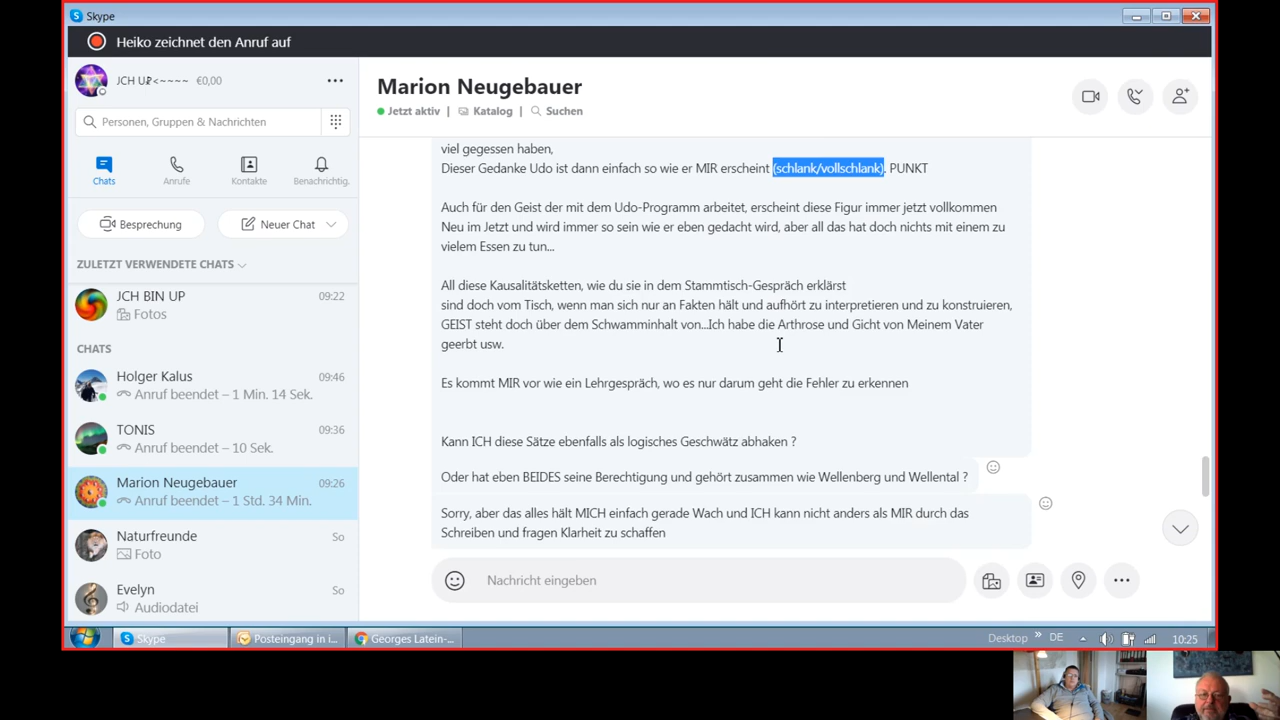 Skype
Heiko zeichnet den Anruf auf
€0,00
Personen, Gruppen & Nachrichten
Chats
Anrufe
Kontakte
Benachrichtig.
Besprechung
Neuer Chat
ZULETZT VERWENDETE CHATS
JCH BIN UP
09:22
Fotos
CHATS
Holger Kalus
09:46
Anruf beendet – 1 Min. 14 Sek.
TONIS
09:36
Anruf beendet – 10 Sek.
Marion Neugebauer
09:26
Anruf beendet – 1 Std. 34 Min.
Naturfreunde
So
Foto
Evelyn
So
Audiodatei
Marion Neugebauer
Jetzt aktiv | Katalog | Suchen
viel gegessen haben,
Dieser Gedanke Udo ist dann einfach so wie er MIR erscheint (schlank/vollschlank). PUNKT
Auch für den Geist der mit dem Udo-Programm arbeitet, erscheint diese Figur immer jetzt vollkommen
Neu im Jetzt und wird immer so sein wie er eben gedacht wird, aber all das hat doch nichts mit einem zu
vielem Essen zu tun...
All diese Kausalitätsketten, wie du sie in dem Stammtisch-Gespräch erklärst
sind doch vom Tisch, wenn man sich nur an Fakten hält und aufhört zu interpretieren und zu konstruieren,
GEIST steht doch über dem Schwamminhalt von...Ich habe die Arthrose und Gicht von Meinem Vater
geerbt usw.
Es kommt MIR vor wie ein Lehrgespräch, wo es nur darum geht die Fehler zu erkennen
Kann ICH diese Sätze ebenfalls als logisches Geschwätz abhaken ?
Oder hat eben BEIDES seine Berechtigung und gehört zusammen wie Wellenberg und Wellental ?
Sorry, aber das alles hält MICH einfach gerade Wach und ICH kann nicht anders als MIR durch das
Schreiben und fragen Klarheit zu schaffen
Nachricht eingeben
Skype
Posteingang in i...
Georges Latein-...
Desktop
»
DE
10:25